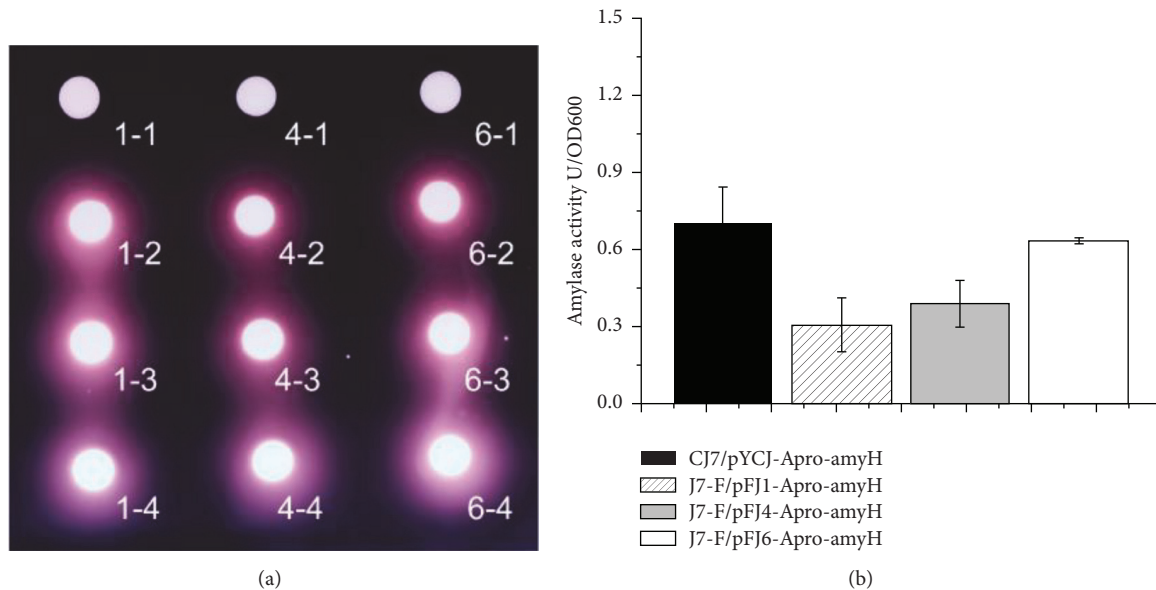 1-1 4-1 6-1
1-2 4-2 6-2
1-3 4-3 6-3
1-4 4-4 6-4
(a)
1.5
1.2
0.9
0.6
0.3
0.0
Amylase activity U/OD600
CJ7/pYCJ-Apro-amyH
J7-F/pFJ1-Apro-amyH
J7-F/pFJ4-Apro-amyH
J7-F/pFJ6-Apro-amyH
(b)